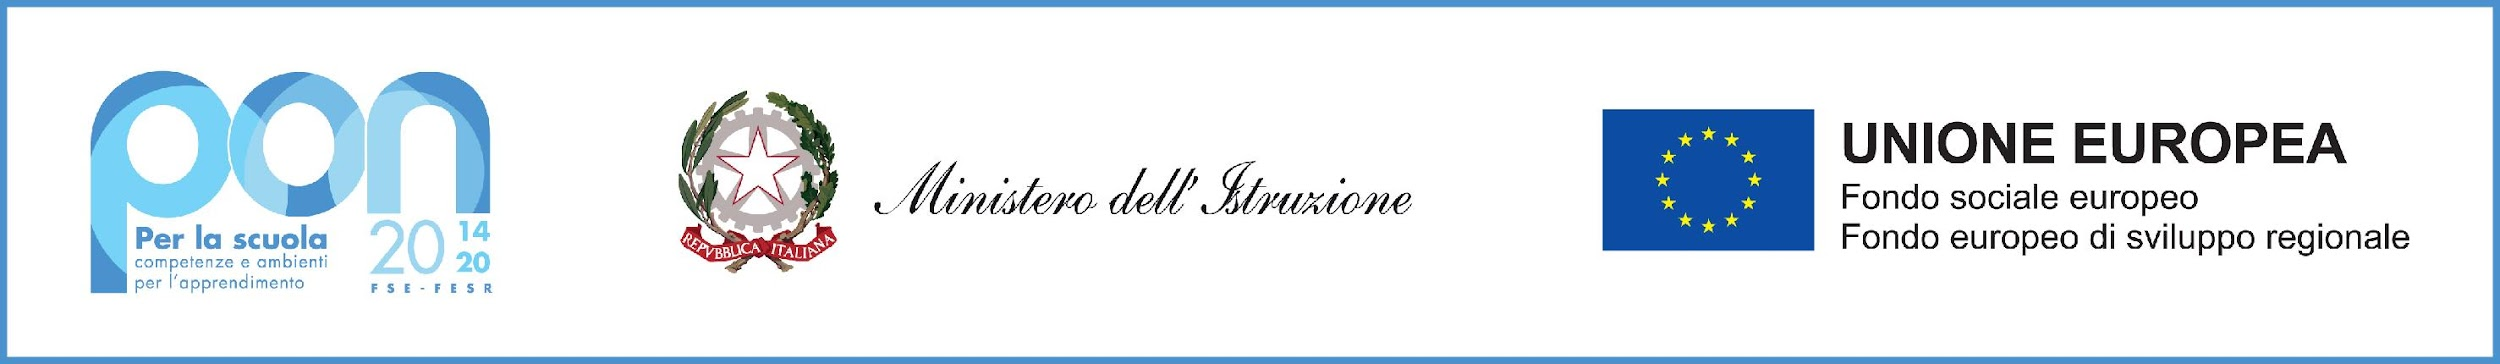 pon
Per la scuola
competenze e ambienti
per l'apprendimento
20
14
20
FSE-FESR
REPVBBLICA ITALIANA
Ministero dell'Istruzione
UNIONE EUROPEA
Fondo sociale europeo
Fondo europeo di sviluppo regionale